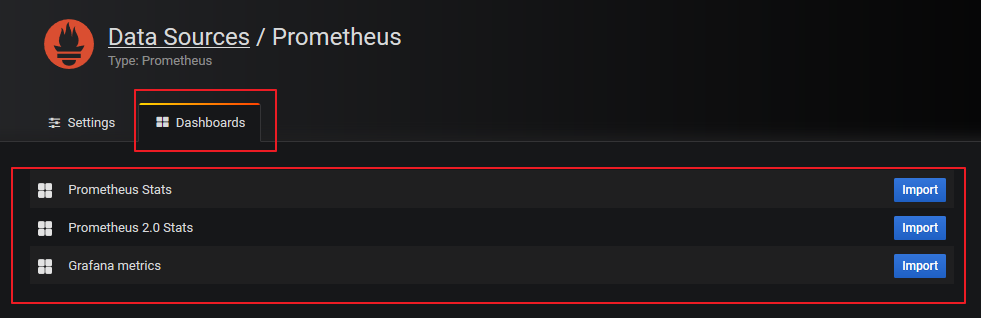 Data Sources / Prometheus
Type: Prometheus
Settings Dashboards
Prometheus Stats Import
Prometheus 2.0 Stats Import
Grafana metrics Import